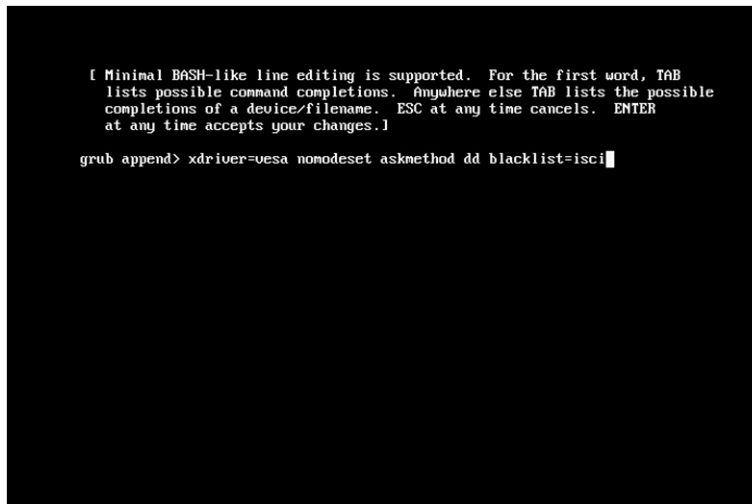 [ Minimal BASH-like line editing is supported.  For the first word, TAB
lists possible command completions.  Anywhere else TAB lists the possible
completions of a device/filename.  ESC at any time cancels.  ENTER
at any time accepts your changes.]
grub append> xdriver=vesa nomodeset askmethod dd blacklist=isci